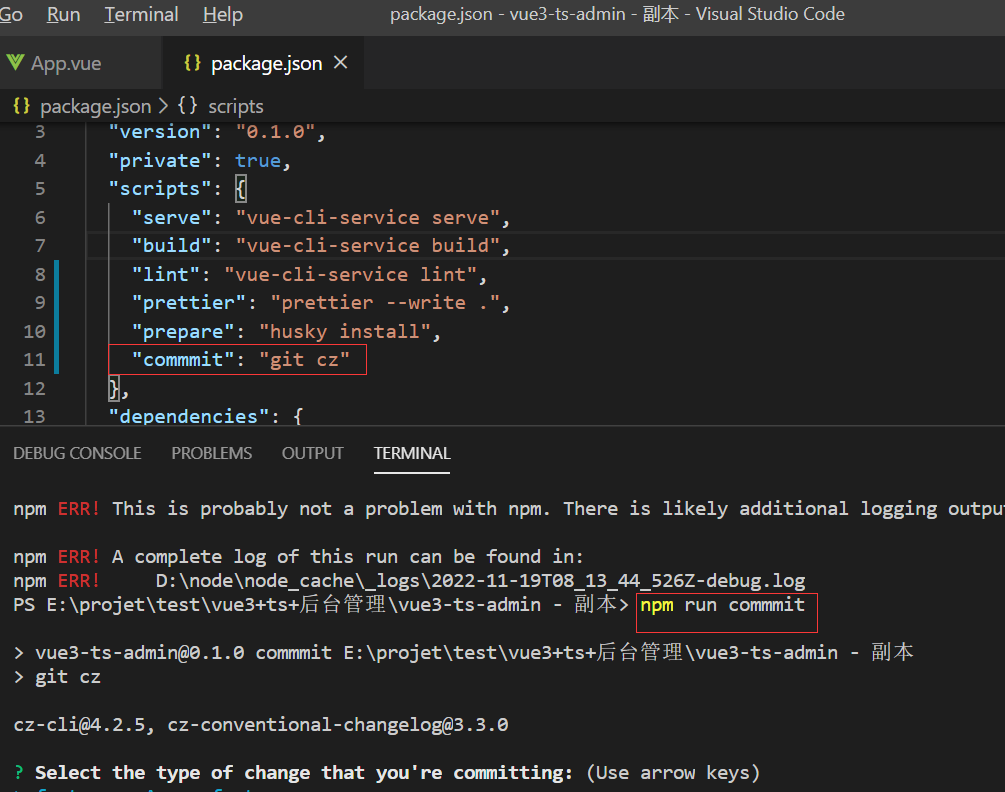 Go Run Terminal Help package.json - vue3-ts-admin - 副本 - Visual Studio Code
App.vue {} package.json ×
{} package.json > {} scripts
3 "version": "0.1.0",
4 "private": true,
5 "scripts": {
6 "serve": "vue-cli-service serve",
7 "build": "vue-cli-service build",
8 "lint": "vue-cli-service lint",
9 "prettier": "prettier --write .",
10 "prepare": "husky install",
11 "commmit": "git cz"
12 },
13 "dependencies": {
DEBUG CONSOLE PROBLEMS OUTPUT TERMINAL
npm ERR! This is probably not a problem with npm. There is likely additional logging outpu
npm ERR! A complete log of this run can be found in:
npm ERR! D:\node\node_cache\_logs\2022-11-19T08_13_44_526Z-debug.log
PS E:\projet\test\vue3+ts+后台管理\vue3-ts-admin - 副本> npm run commmit
> vue3-ts-admin@0.1.0 commmit E:\projet\test\vue3+ts+后台管理\vue3-ts-admin - 副本
> git cz
cz-cli@4.2.5, cz-conventional-changelog@3.3.0
? Select the type of change that you're committing: (Use arrow keys)